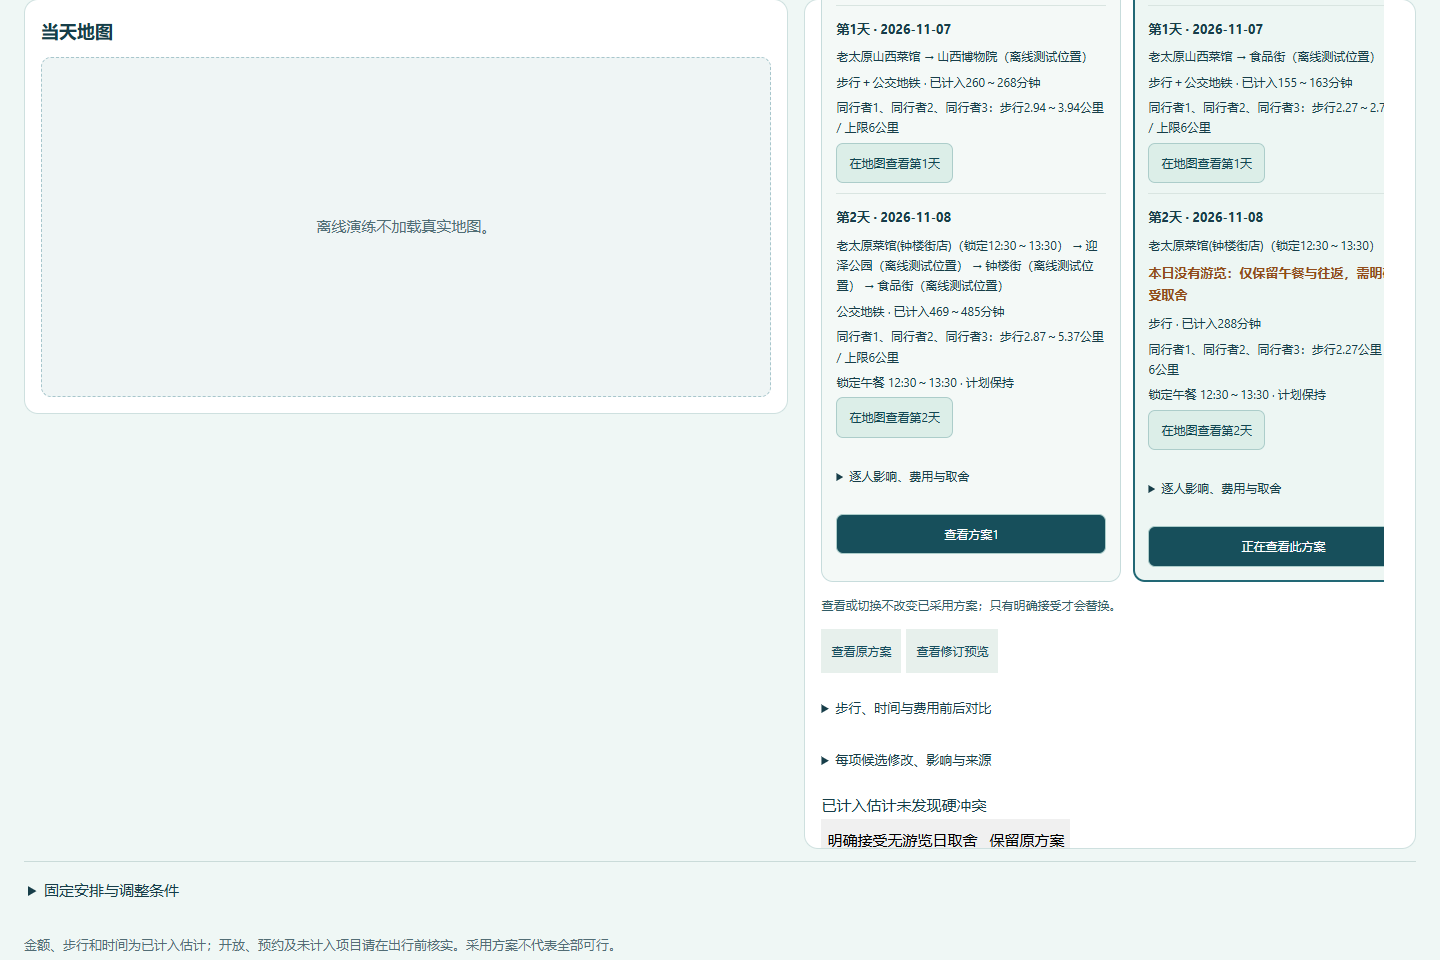 当天地图
离线演练不加载真实地图。
第1天 · 2026-11-07
老太原山西菜馆 → 山西博物院（离线测试位置）
步行 + 公交地铁 · 已计入260～268分钟
同行者1、同行者2、同行者3：步行2.94～3.94公里
/ 上限6公里
在地图查看第1天
第2天 · 2026-11-08
老太原菜馆(钟楼街店)（锁定12:30～13:30） → 迎
泽公园（离线测试位置） → 钟楼街（离线测试位
置） → 食品街（离线测试位置）
公交地铁 · 已计入469～485分钟
同行者1、同行者2、同行者3：步行2.87～5.37公里
/ 上限6公里
锁定午餐 12:30～13:30 · 计划保持
在地图查看第2天
▶ 逐人影响、费用与取舍
查看方案1
第1天 · 2026-11-07
老太原山西菜馆 → 食品街（离线测试位置）
步行 + 公交地铁 · 已计入155～163分钟
同行者1、同行者2、同行者3：步行2.27～2.7
/ 上限6公里
在地图查看第1天
第2天 · 2026-11-08
老太原菜馆(钟楼街店)（锁定12:30～13:30）
本日没有游览：仅保留午餐与往返，需明
受取舍
步行 · 已计入288分钟
同行者1、同行者2、同行者3：步行2.27公里
6公里
锁定午餐 12:30～13:30 · 计划保持
在地图查看第2天
▶ 逐人影响、费用与取舍
正在查看此方案
查看或切换不改变已采用方案；只有明确接受才会替换。
查看原方案 查看修订预览
▶ 步行、时间与费用前后对比
▶ 每项候选修改、影响与来源
已计入估计未发现硬冲突
明确接受无游览日取舍 保留原方案
▶ 固定安排与调整条件
金额、步行和时间为已计入估计；开放、预约及未计入项目请在出行前核实。采用方案不代表全部可行。